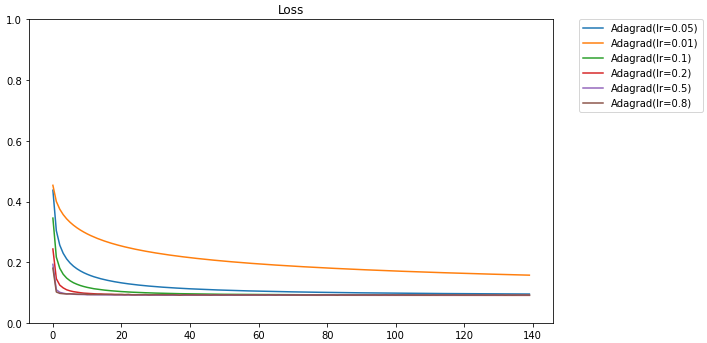 Loss
1.0
0.8
0.6
0.4
0.2
0.0
0
20
40
60
80
100
120
140
Adagrad(lr=0.05)
Adagrad(lr=0.01)
Adagrad(lr=0.1)
Adagrad(lr=0.2)
Adagrad(lr=0.5)
Adagrad(lr=0.8)